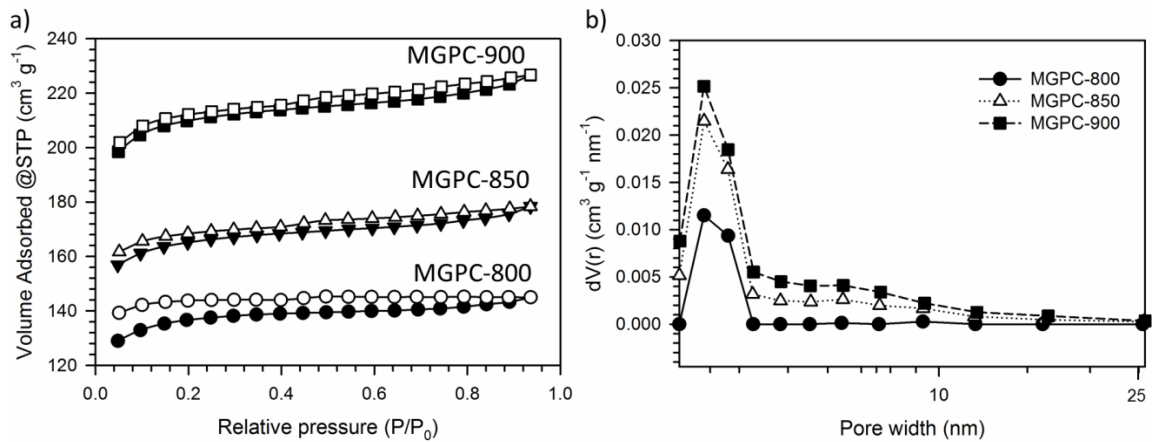 a)
Volume Adsorbed @STP (cm³ g⁻¹)
240
220
200
180
160
140
120
MGPC-900
MGPC-850
MGPC-800
0.0 0.2 0.4 0.6 0.8 1.0
Relative pressure (P/P₀)
b)
dV(r) (cm³ g⁻¹ nm⁻¹)
0.030
0.025
0.020
0.015
0.010
0.005
0.000
MGPC-800
MGPC-850
MGPC-900
10 25
Pore width (nm)